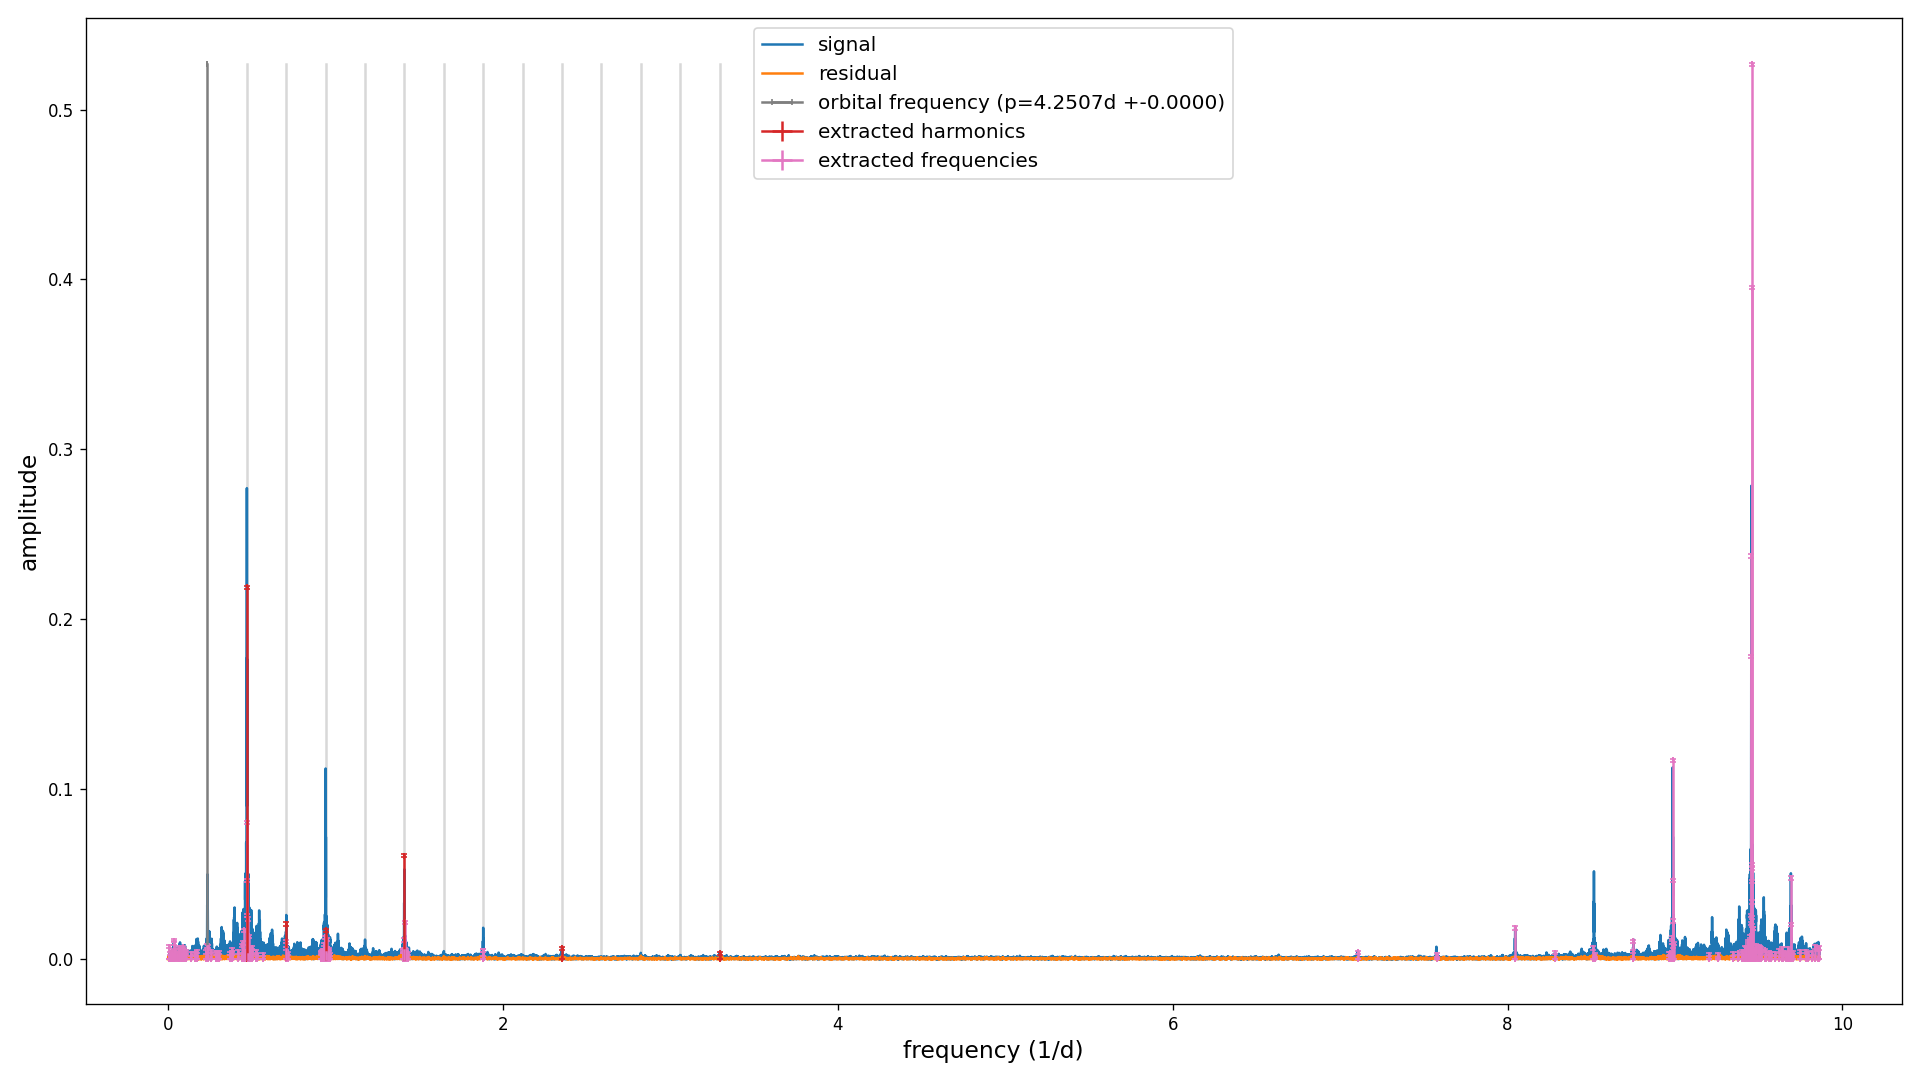 signal
residual
orbital frequency (p=4.2507d +-0.0000)
extracted harmonics
extracted frequencies
amplitude
0.5
0.4
0.3
0.2
0.1
0.0
0 2 4 6 8 10
frequency (1/d)